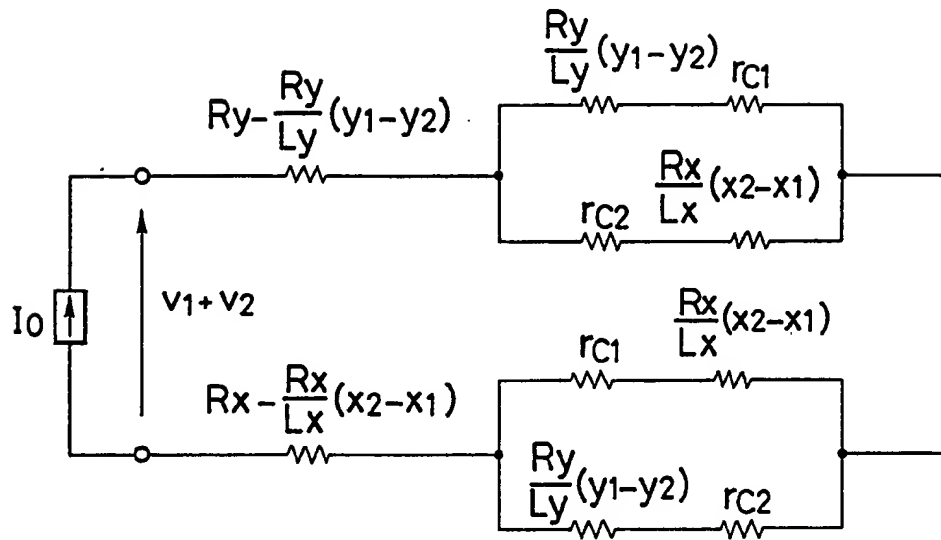 Ry/Ly(y1-y2)
rC1
Ry-Ry/Ly(y1-y2)
Rx/Lx(x2-x1)
rC2
I0
v1+v2
Rx/Lx(x2-x1)
rC1
Rx-Rx/Lx(x2-x1)
Ry/Ly(y1-y2)
rC2